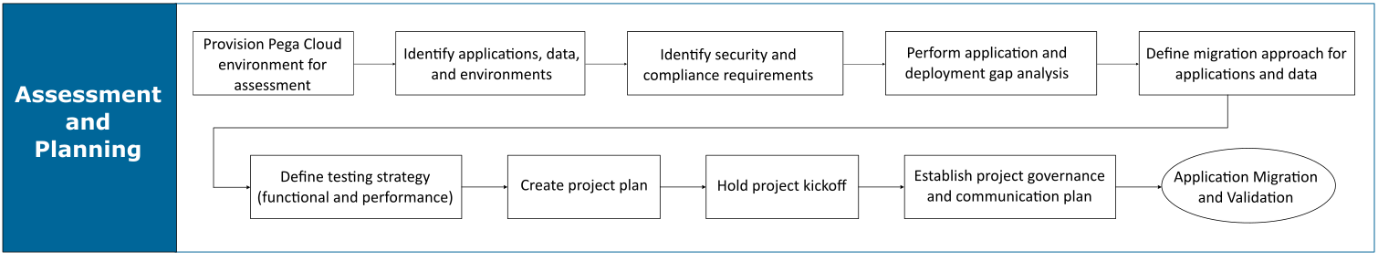 Assessment
and
Planning
Provision Pega Cloud
environment for
assessment
Identify applications, data,
and environments
Identify security and
compliance requirements
Perform application and
deployment gap analysis
Define migration approach for
applications and data
Define testing strategy
(functional and performance)
Create project plan
Hold project kickoff
Establish project governance
and communication plan
Application Migration
and Validation